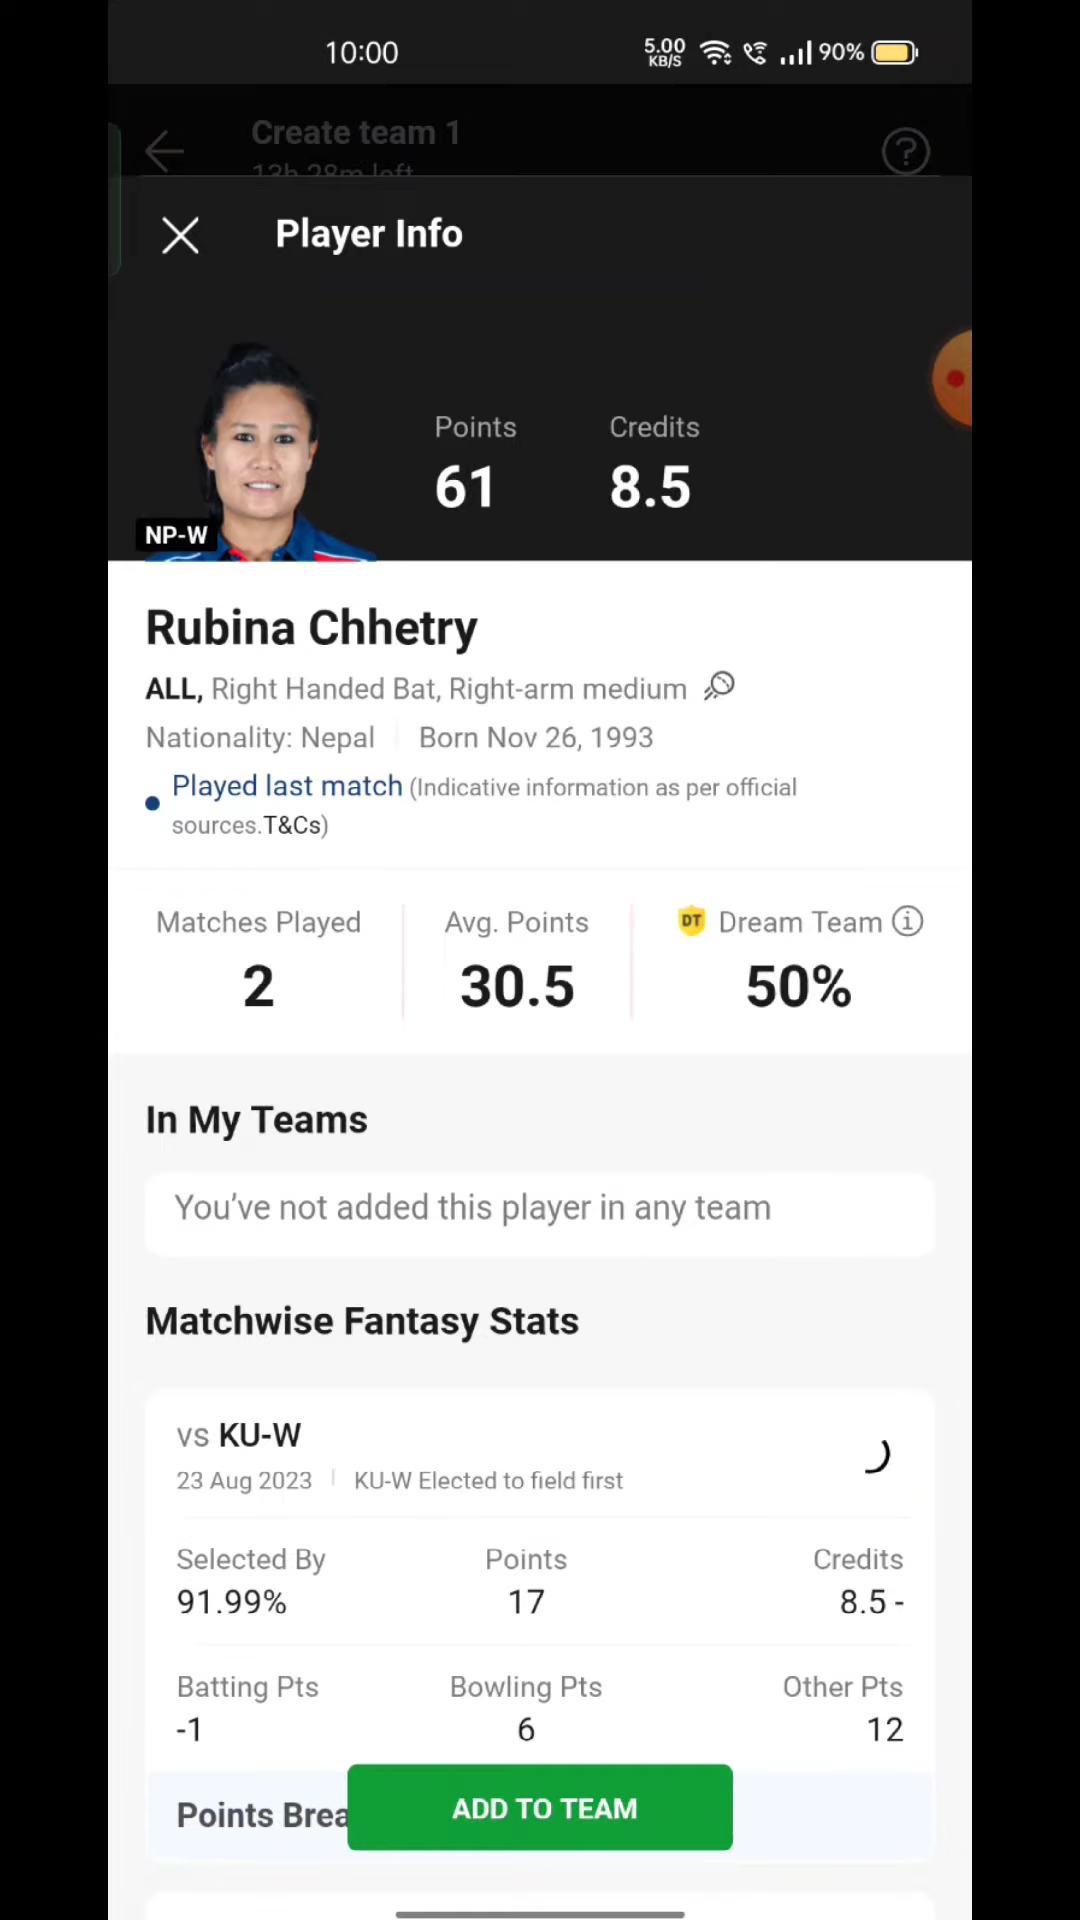 10:00
5.00
KB/S
90%
Create team 1
13h 28m left
?
Player Info
Points
Credits
61
8.5
NP-W
Rubina Chhetry
ALL, Right Handed Bat, Right-arm medium
Nationality: Nepal
Born Nov 26, 1993
Played last match (Indicative information as per official
sources.T&Cs)
Matches Played
Avg. Points
DT
Dream Team
2
30.5
50%
In My Teams
You’ve not added this player in any team
Matchwise Fantasy Stats
vs KU-W
23 Aug 2023
KU-W Elected to field first
Selected By
Points
Credits
91.99%
17
8.5 -
Batting Pts
Bowling Pts
Other Pts
-1
6
12
Points Brea
ADD TO TEAM